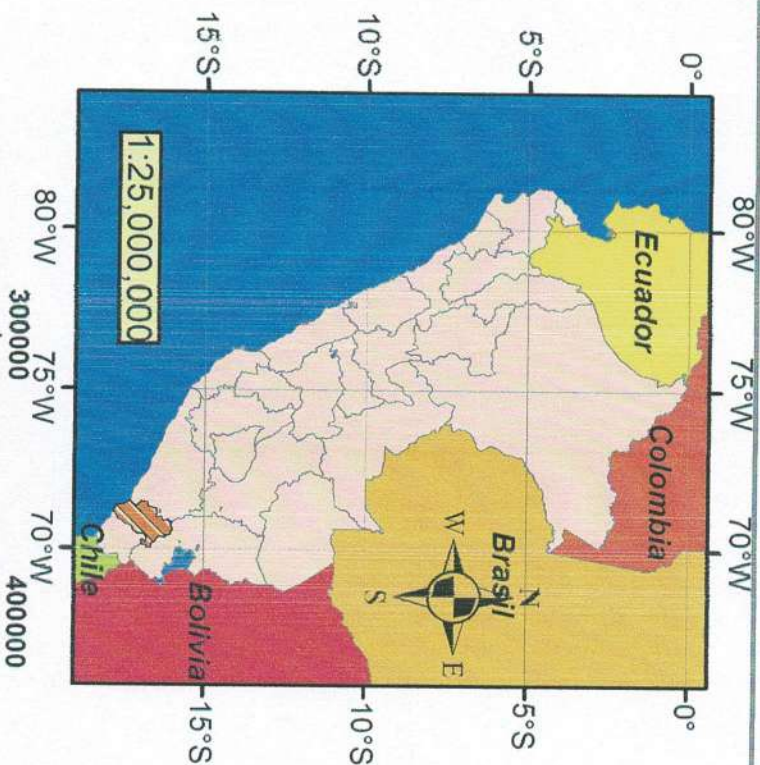 80°W 75°W 70°W
0° 0°
5°S 5°S
10°S 10°S
15°S 15°S
Ecuador
Colombia
Brasil
N
W E
S
Bolivia
Chile
1:25,000,000
80°W 75°W 70°W
300000 400000